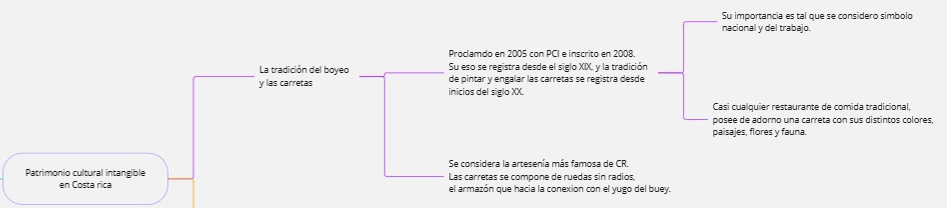 Patrimonio cultural intangible
en Costa rica
La tradición del boyeo
y las carretas
Proclamdo en 2005 con PCI e inscrito en 2008.
Su eso se registra desde el siglo XIX, y la tradición
de pintar y engalar las carretas se registra desde
inicios del siglo XX.
Su importancia es tal que se considero simbolo
nacional y del trabajo.
Casi cualquier restaurante de comida tradicional,
posee de adorno una carreta con sus distintos colores,
paisajes, flores y fauna.
Se considera la artesenía más famosa de CR.
Las carretas se compone de ruedas sin radios,
el armazón que hacia la conexion con el yugo del buey.